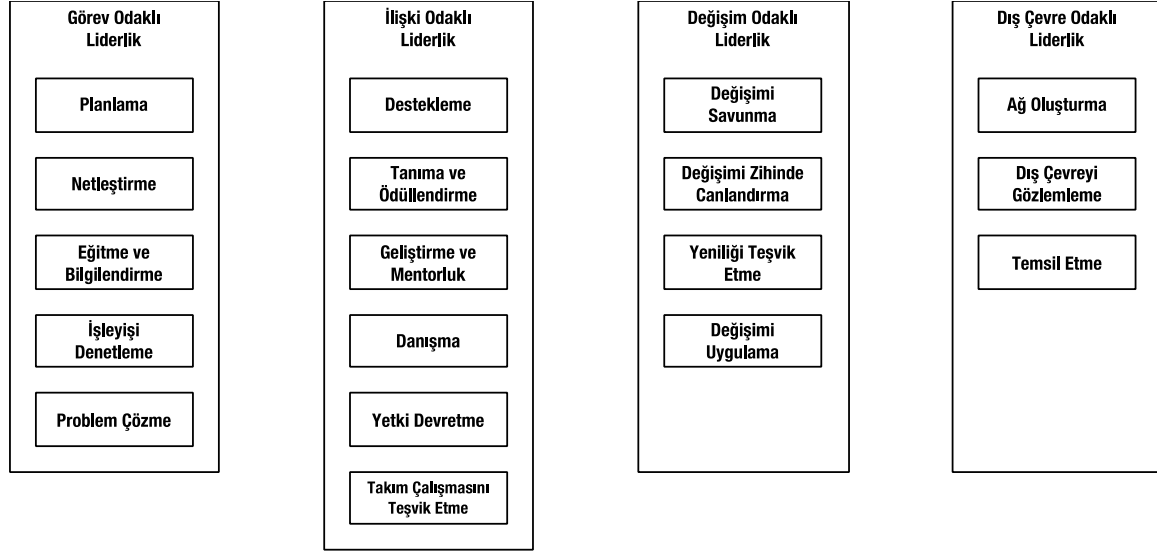 Görev Odaklı
Liderlik
Planlama
Netleştirme
Eğitme ve
Bilgilendirme
İşleyişi
Denetleme
Problem Çözme
İlişki Odaklı
Liderlik
Destekleme
Tanıma ve
Ödüllendirme
Geliştirme ve
Mentorluk
Danışma
Yetki Devretme
Takım Çalışmasını
Teşvik Etme
Değişim Odaklı
Liderlik
Değişimi
Savunma
Değişimi Zihinde
Canlandırma
Yeniliği Teşvik
Etme
Değişimi
Uygulama
Dış Çevre Odaklı
Liderlik
Ağ Oluşturma
Dış Çevreyi
Gözlemleme
Temsil Etme